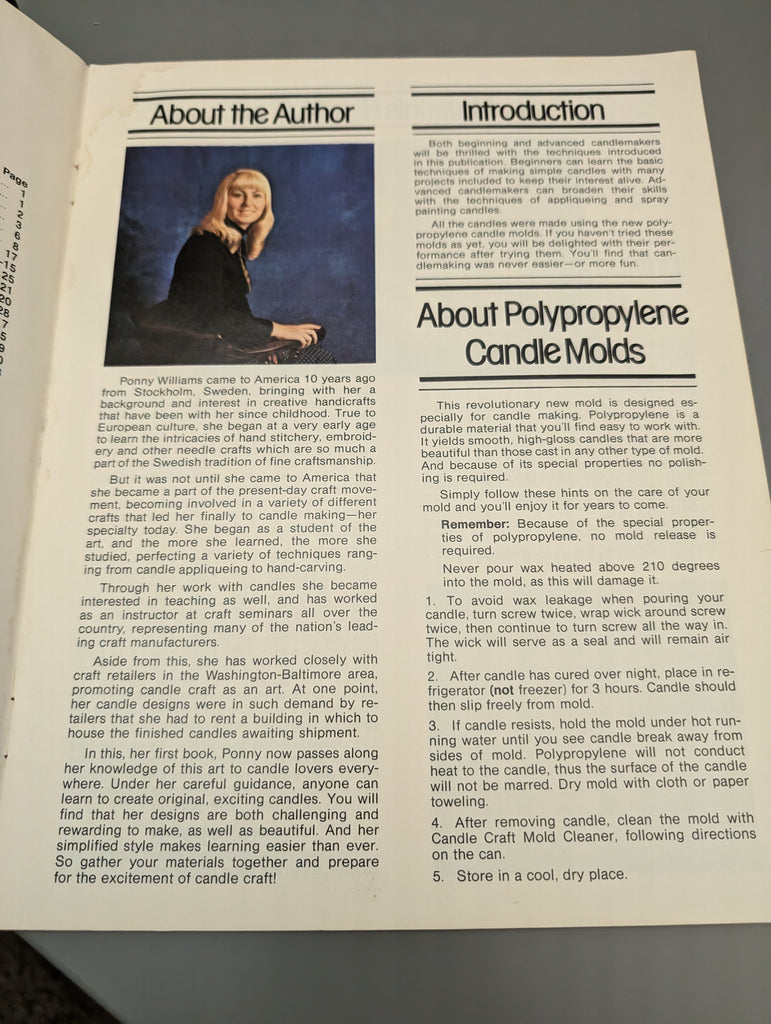 Page
1
1
2
3
6
8
17
15
25
21
20
28
7
5
9
About the Author
Ponny Williams came to America 10 years ago
from Stockholm, Sweden, bringing with her a
background and interest in creative handicrafts
that have been with her since childhood. True to
European culture, she began at a very early age
to learn the intricacies of hand stitchery, embroid-
ery and other needle crafts which are so much a
part of the Swedish tradition of fine craftsmanship.
But it was not until she came to America that
she became a part of the present-day craft move-
ment, becoming involved in a variety of different
crafts that led her finally to candle making—her
specialty today. She began as a student of the
art, and the more she learned, the more she
studied, perfecting a variety of techniques rang-
ing from candle appliqueing to hand-carving.
Through her work with candles she became
interested in teaching as well, and has worked
as an instructor at craft seminars all over the
country, representing many of the nation's lead-
ing craft manufacturers.
Aside from this, she has worked closely with
craft retailers in the Washington-Baltimore area,
promoting candle craft as an art. At one point,
her candle designs were in such demand by re-
tailers that she had to rent a building in which to
house the finished candles awaiting shipment.
In this, her first book, Ponny now passes along
her knowledge of this art to candle lovers every-
where. Under her careful guidance, anyone can
learn to create original, exciting candles. You will
find that her designs are both challenging and
rewarding to make, as well as beautiful. And her
simplified style makes learning easier than ever.
So gather your materials together and prepare
for the excitement of candle craft!
Introduction
Both beginning and advanced candlemakers
will be thrilled with the techniques introduced
in this publication. Beginners can learn the basic
techniques of making simple candles with many
projects included to keep their interest alive. Ad-
vanced candlemakers can broaden their skills
with the techniques of appliqueing and spray
painting candles.
All the candles were made using the new poly-
propylene candle molds. If you haven't tried these
molds as yet, you will be delighted with their per-
formance after trying them. You'll find that can-
dlemaking was never easier—or more fun.
About Polypropylene
Candle Molds
This revolutionary new mold is designed es-
pecially for candle making. Polypropylene is a
durable material that you'll find easy to work with.
It yields smooth, high-gloss candles that are more
beautiful than those cast in any other type of mold.
And because of its special properties no polish-
ing is required.
Simply follow these hints on the care of your
mold and you'll enjoy it for years to come.
Remember: Because of the special proper-
ties of polypropylene, no mold release is
required.
Never pour wax heated above 210 degrees
into the mold, as this will damage it.
1. To avoid wax leakage when pouring your
candle, turn screw twice, wrap wick around screw
twice, then continue to turn screw all the way in.
The wick will serve as a seal and will remain air
tight.
2. After candle has cured over night, place in re-
frigerator (not freezer) for 3 hours. Candle should
then slip freely from mold.
3. If candle resists, hold the mold under hot run-
ning water until you see candle break away from
sides of mold. Polypropylene will not conduct
heat to the candle, thus the surface of the candle
will not be marred. Dry mold with cloth or paper
toweling.
4. After removing candle, clean the mold with
Candle Craft Mold Cleaner, following directions
on the can.
5. Store in a cool, dry place.